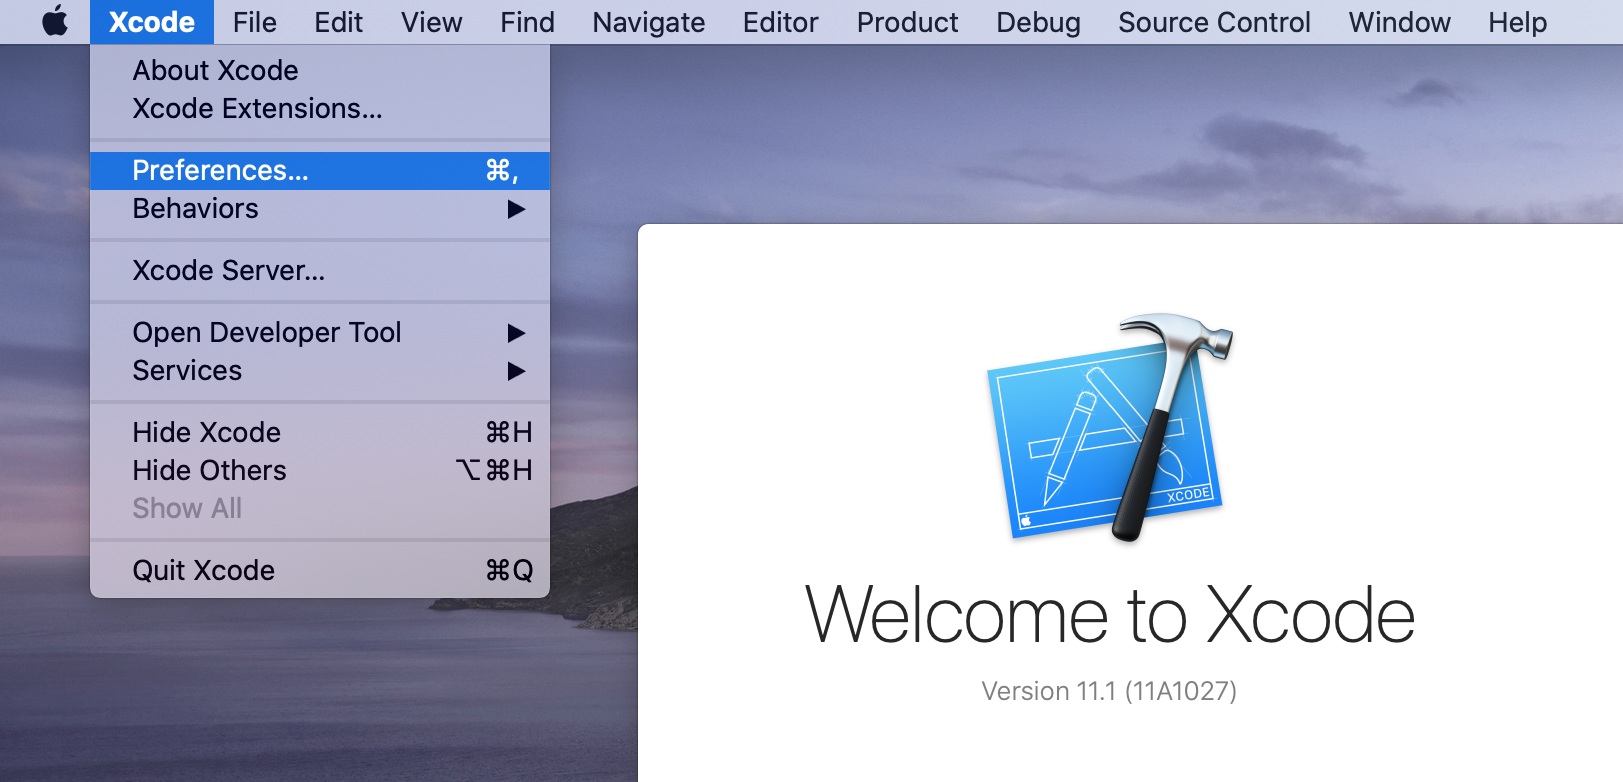 Xcode File Edit View Find Navigate Editor Product Debug Source Control Window Help
About Xcode
Xcode Extensions...
Preferences... ⌘,
Behaviors ▶
Xcode Server...
Open Developer Tool ▶
Services ▶
Hide Xcode ⌘H
Hide Others ⌥⌘H
Show All
Quit Xcode ⌘Q
XCODE
Welcome to Xcode
Version 11.1 (11A1027)